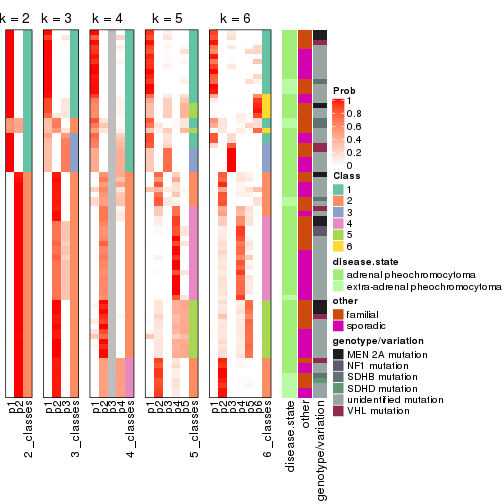 k = 2 k = 3 k = 4 k = 5 k = 6
Prob
1
0.8
0.6
0.4
0.2
0
Class
1
2
3
4
5
6
disease.state
adrenal pheochromocytoma
extra-adrenal pheochromocytoma
other
familial
sporadic
genotype/variation
MEN 2A mutation
NF1 mutation
SDHB mutation
SDHD mutation
unidentified mutation
VHL mutation
p1
p2
2_classes
p1
p2
p3
3_classes
p1
p2
p3
p4
4_classes
p1
p2
p3
p4
p5
5_classes
p1
p2
p3
p4
p5
p6
6_classes
disease.state
other
genotype/variation